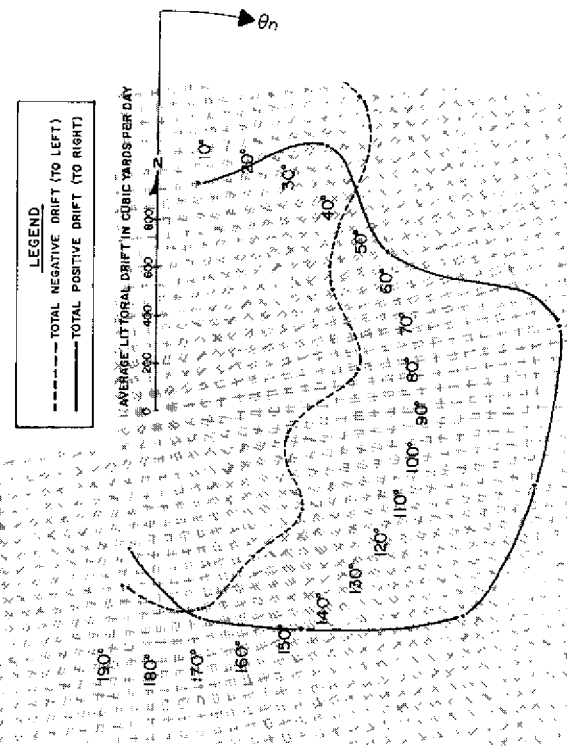 LEGEND
TOTAL NEGATIVE DRIFT (TO LEFT)
TOTAL POSITIVE DRIFT (TO RIGHT)
AVERAGE LITTORAL DRIFT IN CUBIC YARDS PER DAY
0 200 400 600 800
N
θn
10°
20°
30°
40°
50°
60°
70°
80°
90°
100°
110°
120°
130°
140°
150°
160°
170°
180°
190°